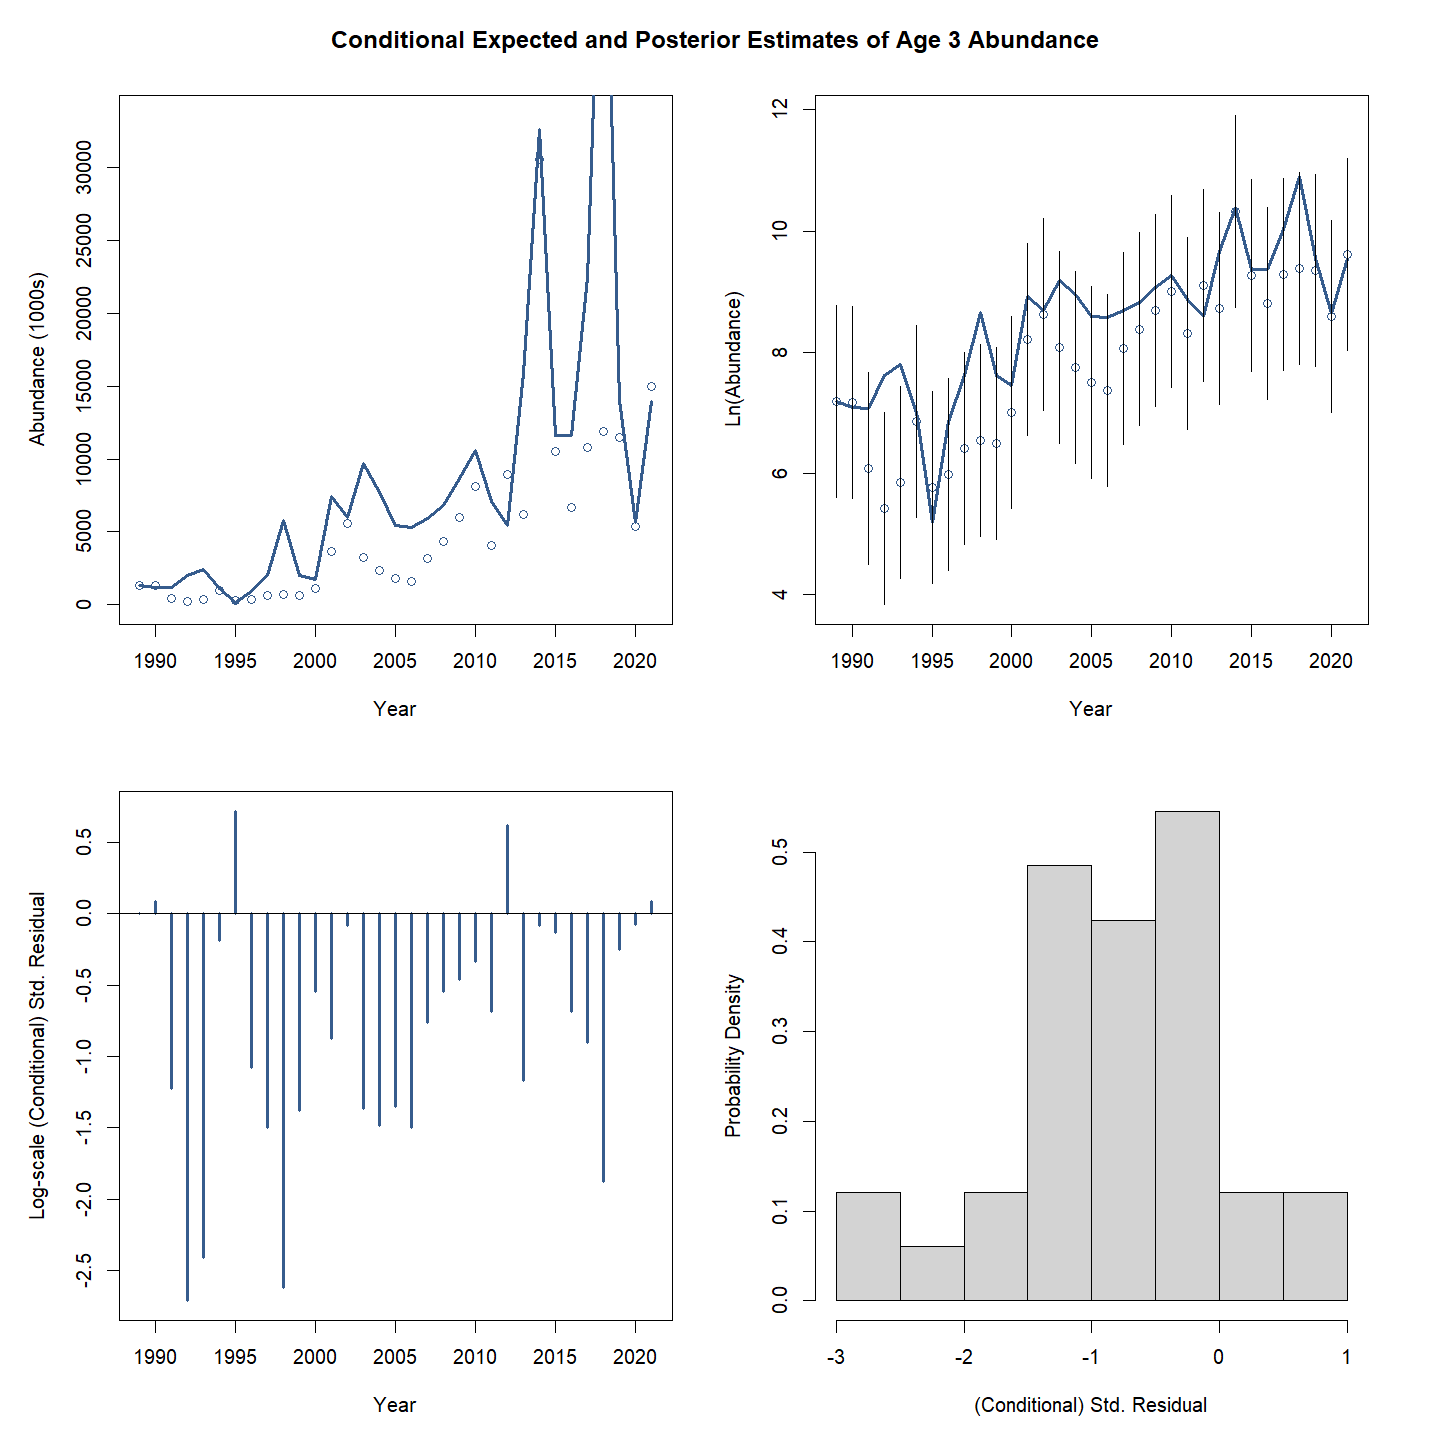 Conditional Expected and Posterior Estimates of Age 3 Abundance
Abundance (1000s)
30000
25000
20000
15000
10000
5000
0
1990 1995 2000 2005 2010 2015 2020
Year
Ln(Abundance)
12
10
8
6
4
1990 1995 2000 2005 2010 2015 2020
Year
Log-scale (Conditional) Std. Residual
0.5
0.0
-0.5
-1.0
-1.5
-2.0
-2.5
1990 1995 2000 2005 2010 2015 2020
Year
Probability Density
0.5
0.4
0.3
0.2
0.1
0.0
-3 -2 -1 0 1
(Conditional) Std. Residual